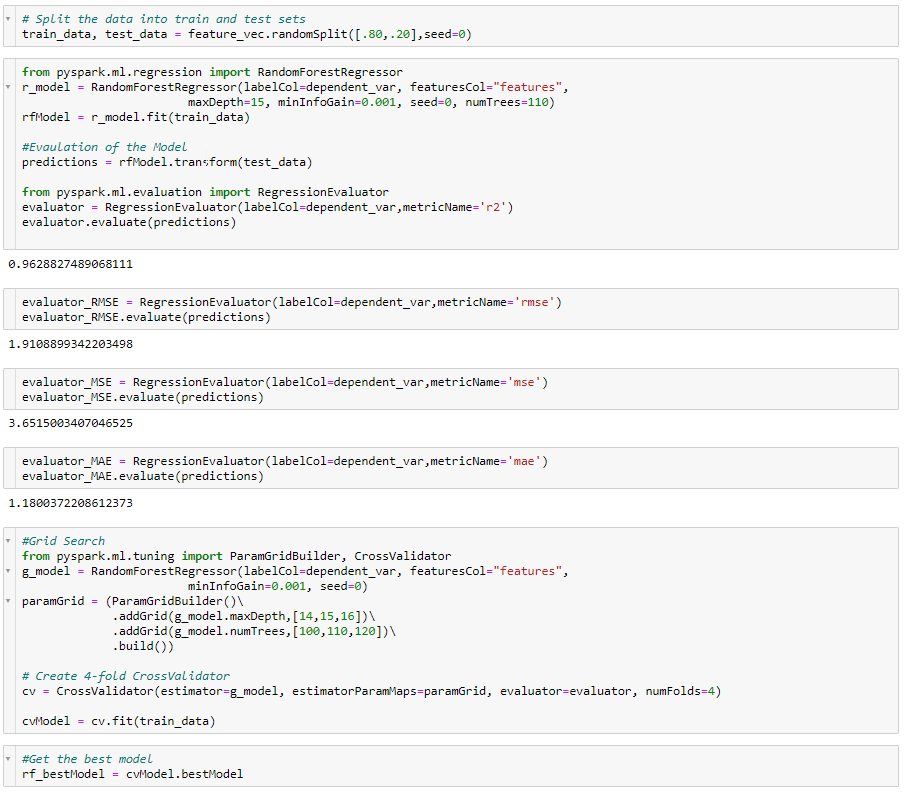 # Split the data into train and test sets
train_data, test_data = feature_vec.randomSplit([.80,.20],seed=0)
from pyspark.ml.regression import RandomForestRegressor
r_model = RandomForestRegressor(labelCol=dependent_var, featuresCol="features",
maxDepth=15, minInfoGain=0.001, seed=0, numTrees=110)
rfModel = r_model.fit(train_data)
#Evaulation of the Model
predictions = rfModel.transform(test_data)
from pyspark.ml.evaluation import RegressionEvaluator
evaluator = RegressionEvaluator(labelCol=dependent_var,metricName='r2')
evaluator.evaluate(predictions)
0.9628827489068111
evaluator_RMSE = RegressionEvaluator(labelCol=dependent_var,metricName='rmse')
evaluator_RMSE.evaluate(predictions)
1.9108899342203498
evaluator_MSE = RegressionEvaluator(labelCol=dependent_var,metricName='mse')
evaluator_MSE.evaluate(predictions)
3.6515003407046525
evaluator_MAE = RegressionEvaluator(labelCol=dependent_var,metricName='mae')
evaluator_MAE.evaluate(predictions)
1.1800372208612373
#Grid Search
from pyspark.ml.tuning import ParamGridBuilder, CrossValidator
g_model = RandomForestRegressor(labelCol=dependent_var, featuresCol="features",
minInfoGain=0.001, seed=0)
paramGrid = (ParamGridBuilder()\
.addGrid(g_model.maxDepth,[14,15,16])\
.addGrid(g_model.numTrees,[100,110,120])\
.build())
# Create 4-fold CrossValidator
cv = CrossValidator(estimator=g_model, estimatorParamMaps=paramGrid, evaluator=evaluator, numFolds=4)
cvModel = cv.fit(train_data)
#Get the best model
rf_bestModel = cvModel.bestModel